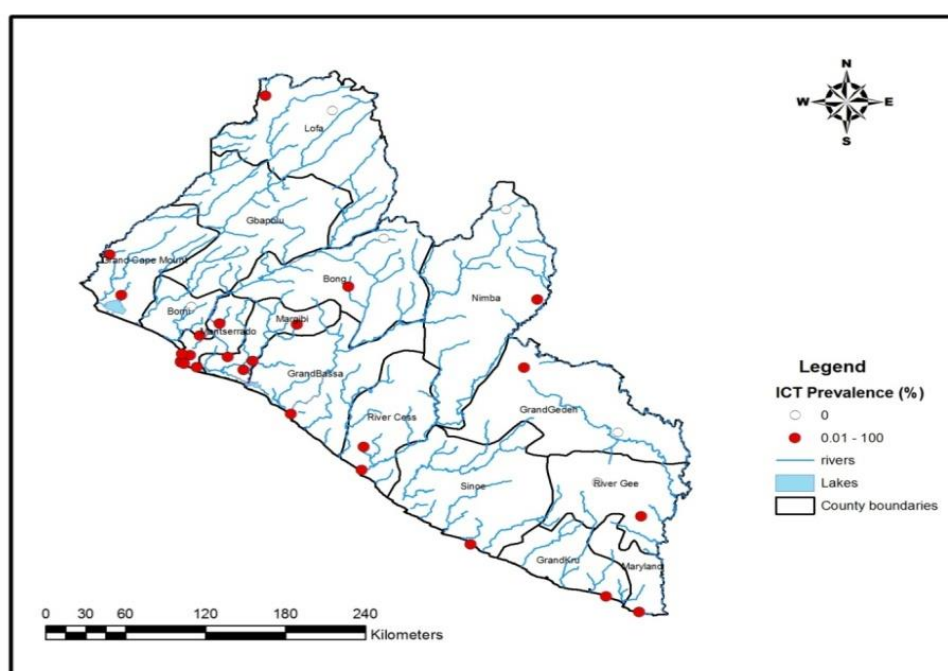 N
W E
S
Lofa
Gbapolu
Grand Cape Mount
Bong
Nimba
Bomi
Montserrado
Margibi
GrandBassa
River Cess
GrandGedeh
Sinoe
River Gee
GrandKru
Maryland
Legend
ICT Prevalence (%)
0
0.01 - 100
rivers
Lakes
County boundaries
0 30 60 120 180 240
Kilometers